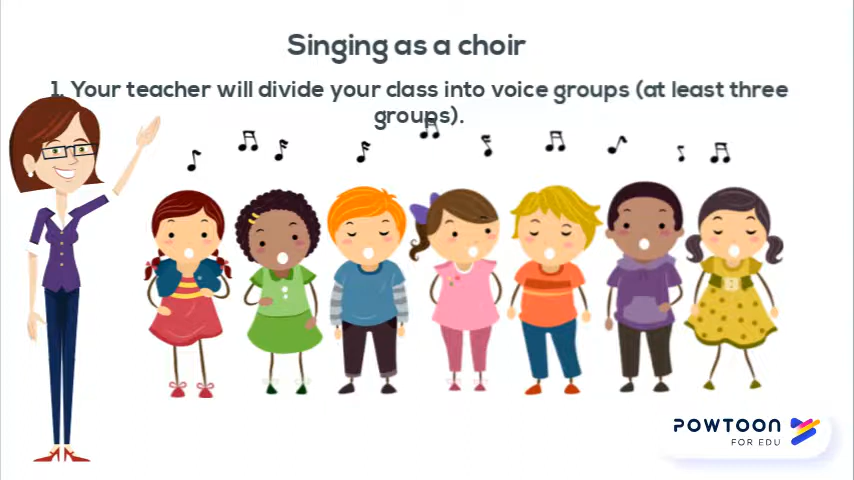 Singing as a choir
1. Your teacher will divide your class into voice groups (at least three
groups).
POWTOON
FOR EDU